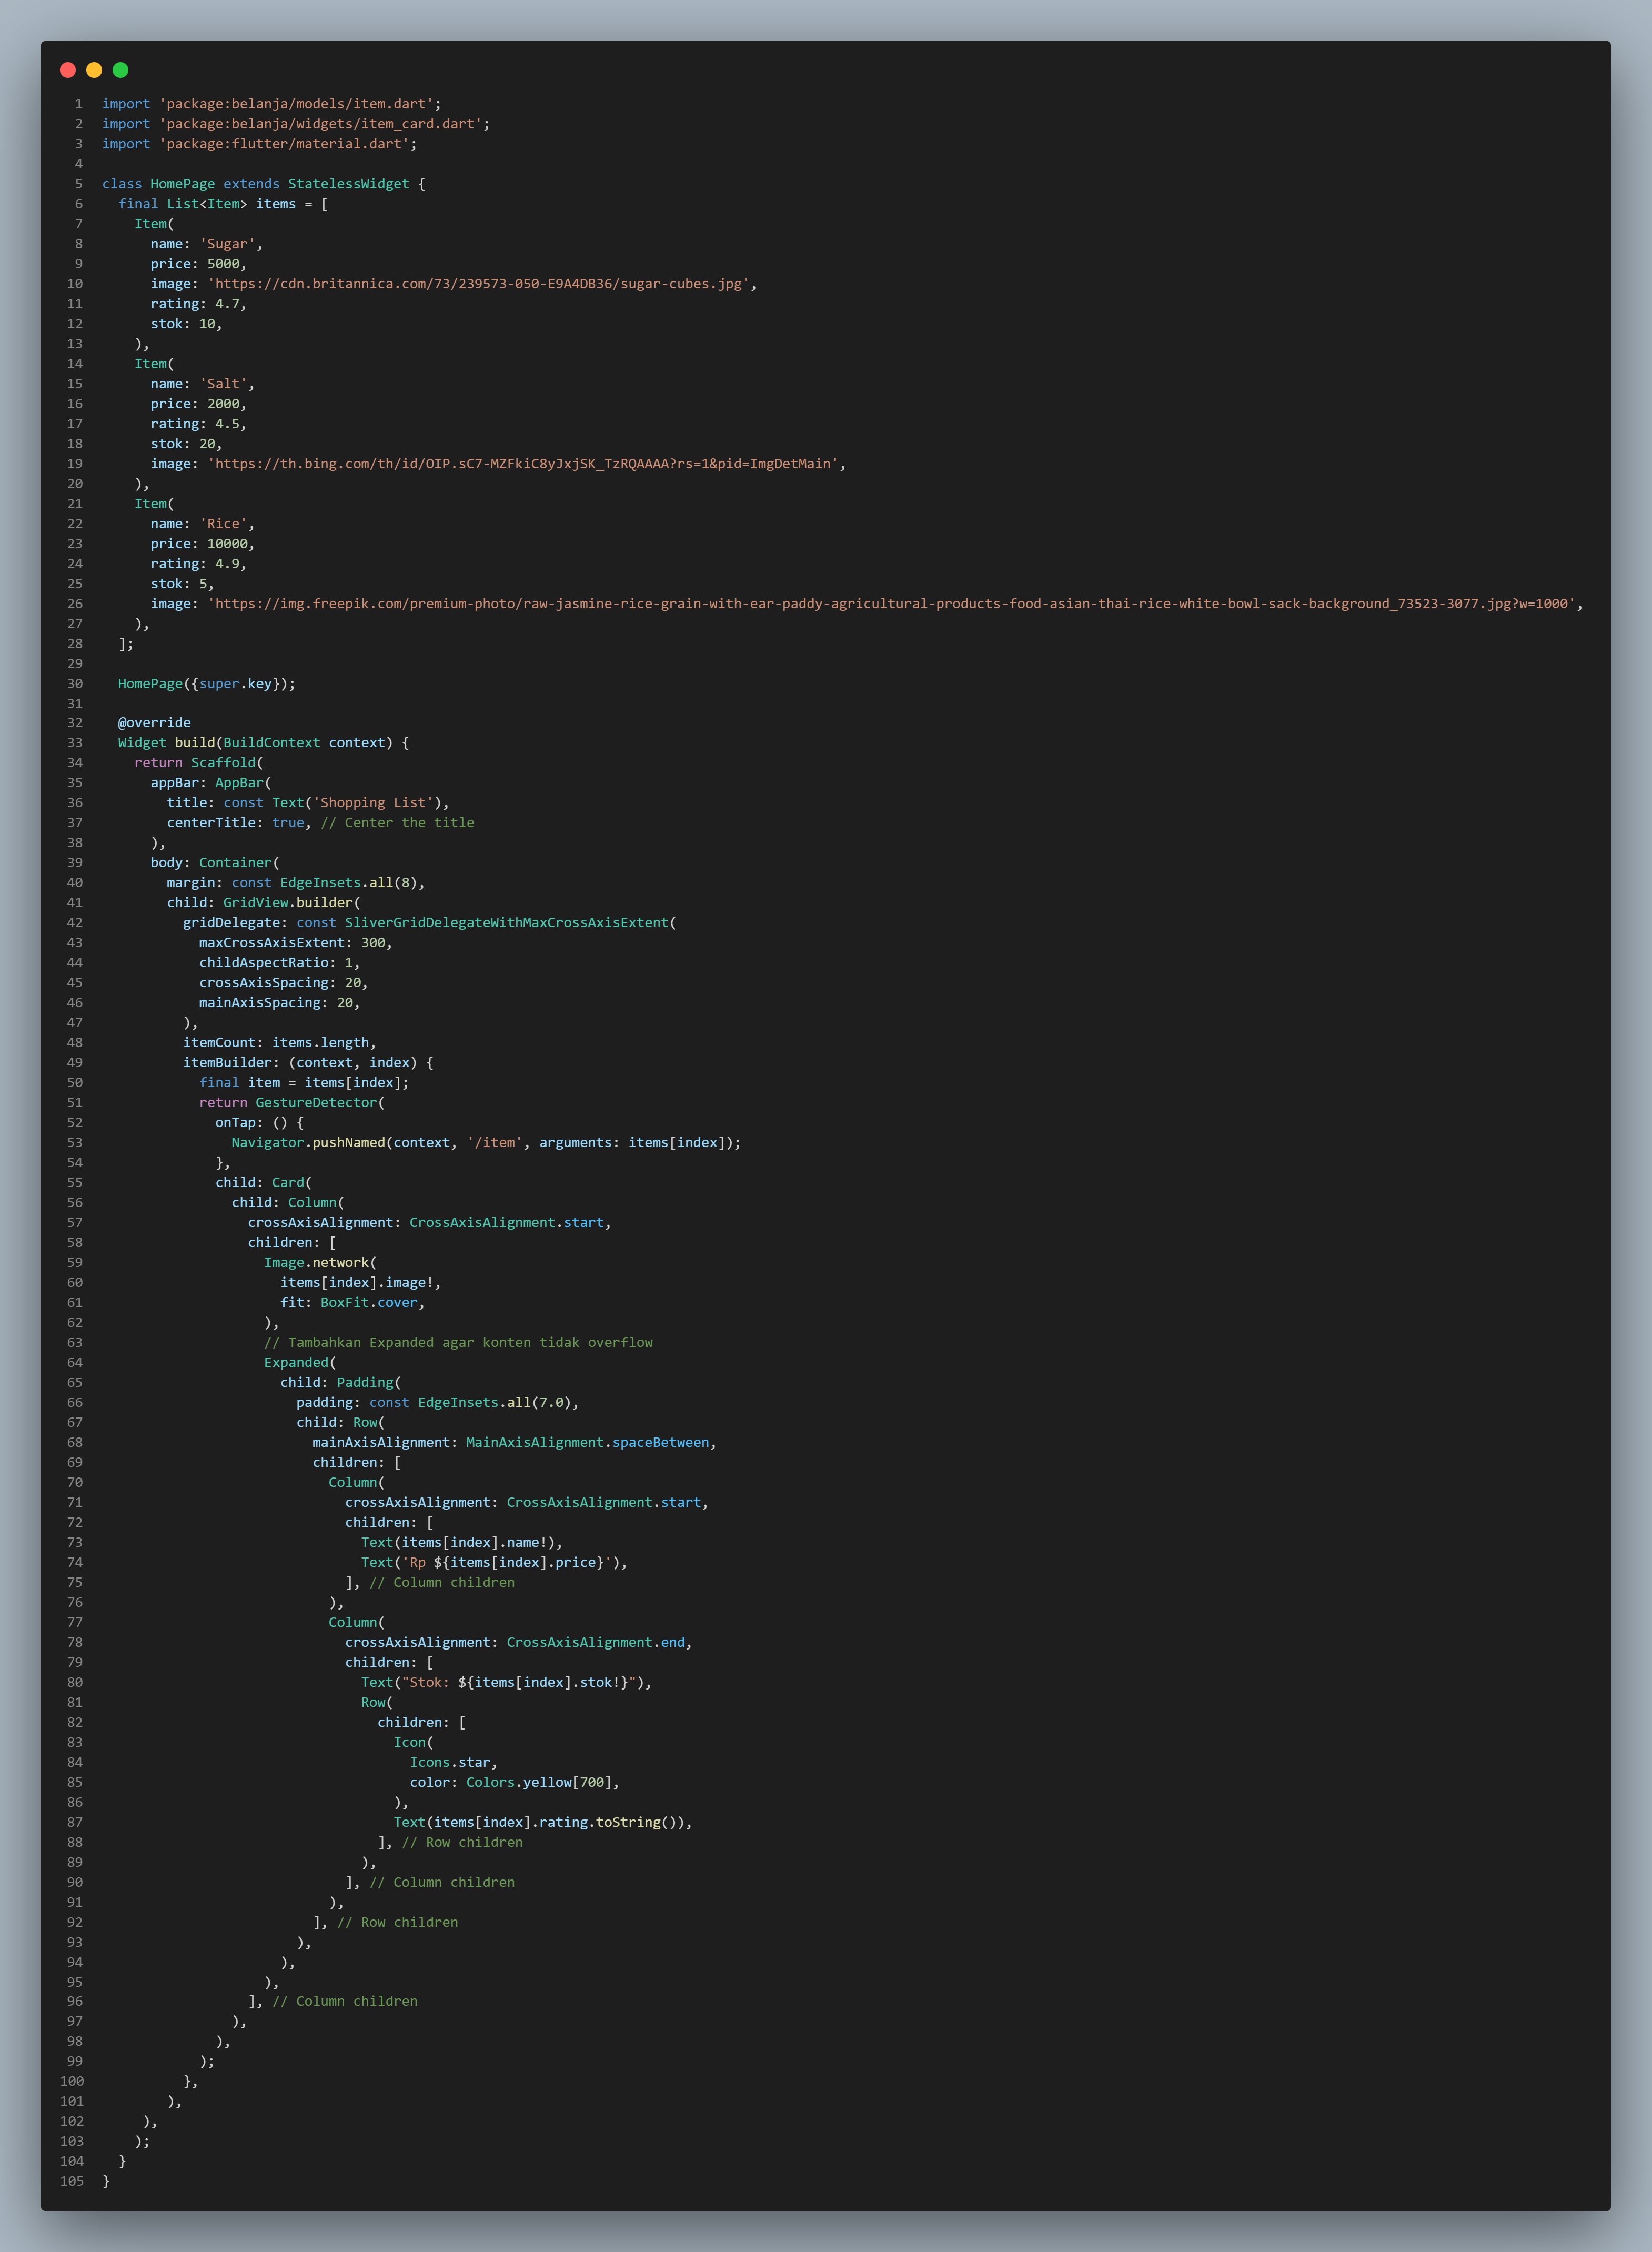 1 import 'package:belanja/models/item.dart';
2 import 'package:belanja/widgets/item_card.dart';
3 import 'package:flutter/material.dart';
4
5 class HomePage extends StatelessWidget {
6   final List<Item> items = [
7     Item(
8       name: 'Sugar',
9       price: 5000,
10       image: 'https://cdn.britannica.com/73/239573-050-E9A4DB36/sugar-cubes.jpg',
11       rating: 4.7,
12       stok: 10,
13     ),
14     Item(
15       name: 'Salt',
16       price: 2000,
17       rating: 4.5,
18       stok: 20,
19       image: 'https://th.bing.com/th/id/OIP.sC7-MZFkiC8yJxjSK_TzRQAAAA?rs=1&pid=ImgDetMain',
20     ),
21     Item(
22       name: 'Rice',
23       price: 10000,
24       rating: 4.9,
25       stok: 5,
26       image: 'https://img.freepik.com/premium-photo/raw-jasmine-rice-grain-with-ear-paddy-agricultural-products-food-asian-thai-rice-white-bowl-sack-background_73523-3077.jpg?w=1000',
27     ),
28   ];
29
30   HomePage({super.key});
31
32   @override
33   Widget build(BuildContext context) {
34     return Scaffold(
35       appBar: AppBar(
36         title: const Text('Shopping List'),
37         centerTitle: true, // Center the title
38       ),
39       body: Container(
40         margin: const EdgeInsets.all(8),
41         child: GridView.builder(
42           gridDelegate: const SliverGridDelegateWithMaxCrossAxisExtent(
43             maxCrossAxisExtent: 300,
44             childAspectRatio: 1,
45             crossAxisSpacing: 20,
46             mainAxisSpacing: 20,
47           ),
48           itemCount: items.length,
49           itemBuilder: (context, index) {
50             final item = items[index];
51             return GestureDetector(
52               onTap: () {
53                 Navigator.pushNamed(context, '/item', arguments: items[index]);
54               },
55               child: Card(
56                 child: Column(
57                   crossAxisAlignment: CrossAxisAlignment.start,
58                   children: [
59                     Image.network(
60                       items[index].image!,
61                       fit: BoxFit.cover,
62                     ),
63                     // Tambahkan Expanded agar konten tidak overflow
64                     Expanded(
65                       child: Padding(
66                         padding: const EdgeInsets.all(7.0),
67                         child: Row(
68                           mainAxisAlignment: MainAxisAlignment.spaceBetween,
69                           children: [
70                             Column(
71                               crossAxisAlignment: CrossAxisAlignment.start,
72                               children: [
73                                 Text(items[index].name!),
74                                 Text('Rp ${items[index].price}'),
75                               ], // Column children
76                             ),
77                             Column(
78                               crossAxisAlignment: CrossAxisAlignment.end,
79                               children: [
80                                 Text("Stok: ${items[index].stok!}"),
81                                 Row(
82                                   children: [
83                                     Icon(
84                                       Icons.star,
85                                       color: Colors.yellow[700],
86                                     ),
87                                     Text(items[index].rating.toString()),
88                                   ], // Row children
89                                 ),
90                               ], // Column children
91                             ),
92                           ], // Row children
93                         ),
94                       ),
95                     ),
96                   ], // Column children
97                 ),
98               ),
99             );
100           },
101         ),
102      ),
103     );
104   }
105 }